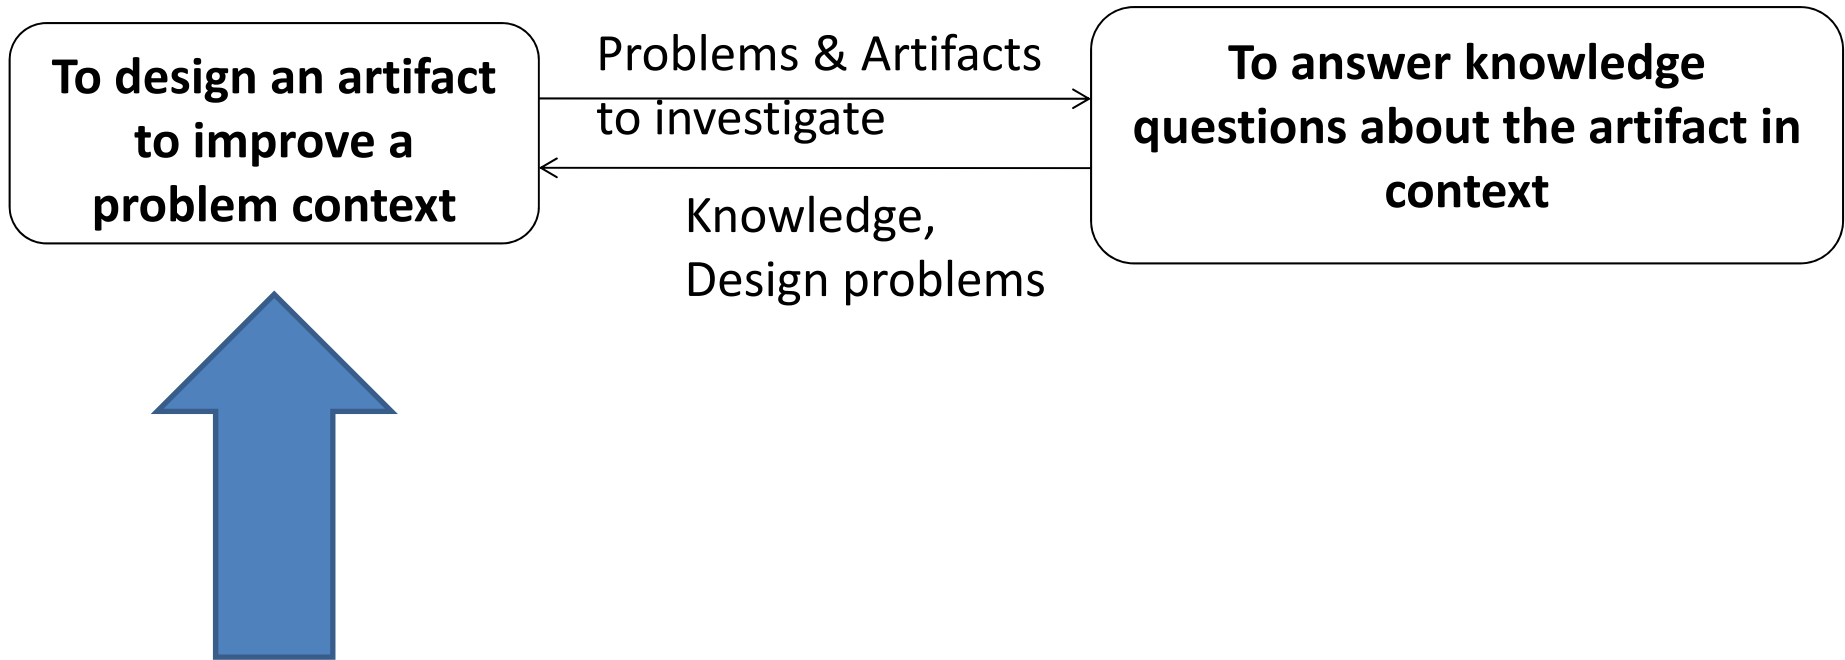 To design an artifact
to improve a
problem context
Problems & Artifacts
to investigate
Knowledge,
Design problems
To answer knowledge
questions about the artifact in
context